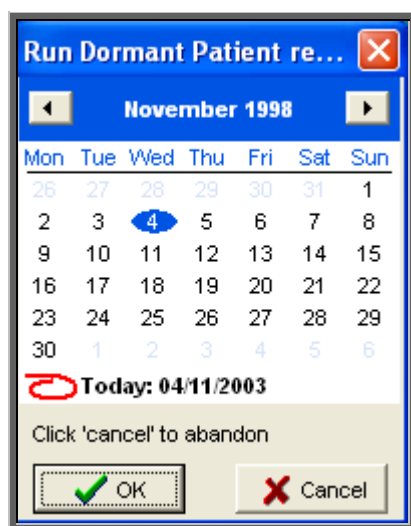 Run Dormant Patient re...
November 1998
Mon Tue Wed Thu Fri Sat Sun
26 27 28 29 30 31 1
2 3 4 5 6 7 8
9 10 11 12 13 14 15
16 17 18 19 20 21 22
23 24 25 26 27 28 29
30 1 2 3 4 5 6
Today: 04/11/2003
Click 'cancel' to abandon
OK Cancel